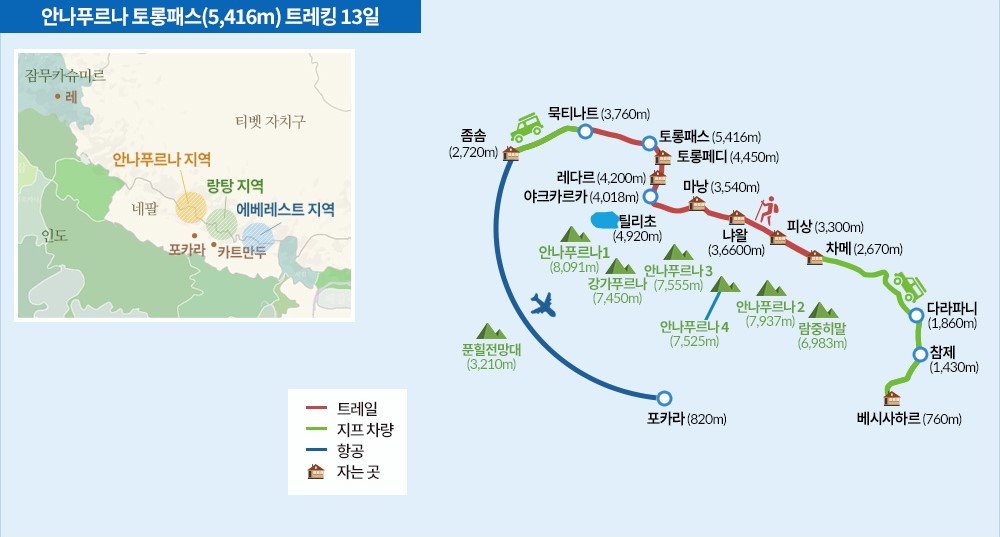 안나푸르나 토롱패스(5,416m) 트레킹 13일
잠무카슈미르
레
티벳 자치구
안나푸르나 지역
랑탕 지역
네팔
에베레스트 지역
인도
포카라
카트만두
묵티나트 (3,760m)
좀솜
(2,720m)
토롱패스 (5,416m)
토롱페디 (4,450m)
레다르 (4,200m)
야크카르카 (4,018m)
마낭 (3,540m)
틸리초
(4,920m)
냐왈
(3,6600m)
피상 (3,300m)
차메 (2,670m)
안나푸르나1
(8,091m)
강가푸르나
(7,450m)
안나푸르나 3
(7,555m)
안나푸르나 4
(7,525m)
안나푸르나 2
(7,937m)
람중히말
(6,983m)
다라파니
(1,860m)
참제
(1,430m)
푼힐전망대
(3,210m)
포카라 (820m)
베시사하르 (760m)
트레일
지프 차량
항공
자는 곳